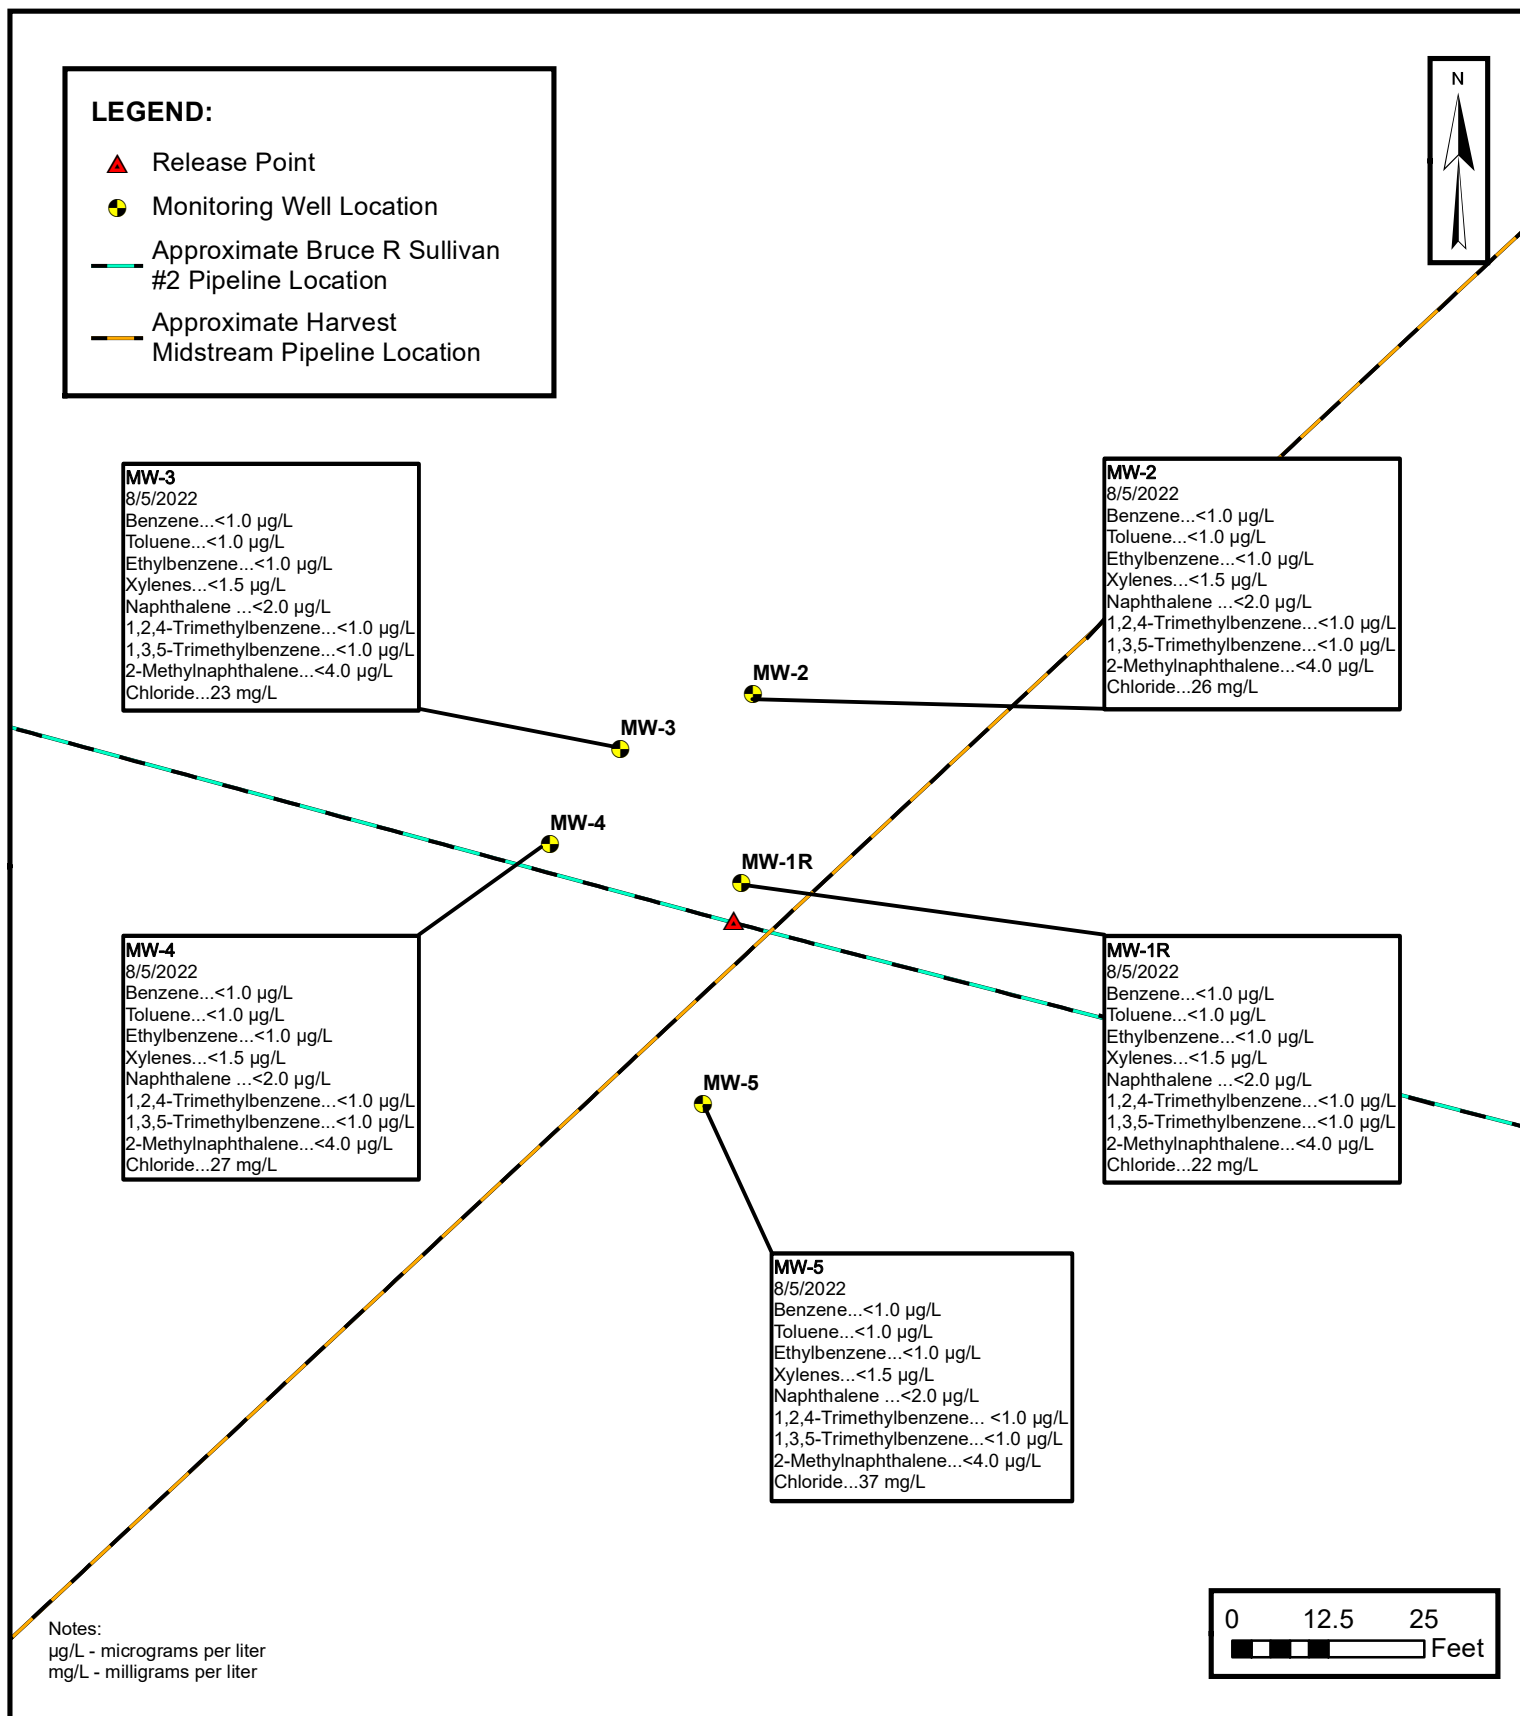 N
LEGEND:
Release Point
Monitoring Well Location
Approximate Bruce R Sullivan
#2 Pipeline Location
Approximate Harvest
Midstream Pipeline Location
MW-3
8/5/2022
Benzene...<1.0 µg/L
Toluene...<1.0 µg/L
Ethylbenzene...<1.0 µg/L
Xylenes...<1.5 µg/L
Naphthalene ...<2.0 µg/L
1,2,4-Trimethylbenzene...<1.0 µg/L
1,3,5-Trimethylbenzene...<1.0 µg/L
2-Methylnaphthalene...<4.0 µg/L
Chloride...23 mg/L
MW-2
8/5/2022
Benzene...<1.0 µg/L
Toluene...<1.0 µg/L
Ethylbenzene...<1.0 µg/L
Xylenes...<1.5 µg/L
Naphthalene ...<2.0 µg/L
1,2,4-Trimethylbenzene...<1.0 µg/L
1,3,5-Trimethylbenzene...<1.0 µg/L
2-Methylnaphthalene...<4.0 µg/L
Chloride...26 mg/L
MW-2
MW-3
MW-4
MW-1R
MW-4
8/5/2022
Benzene...<1.0 µg/L
Toluene...<1.0 µg/L
Ethylbenzene...<1.0 µg/L
Xylenes...<1.5 µg/L
Naphthalene ...<2.0 µg/L
1,2,4-Trimethylbenzene...<1.0 µg/L
1,3,5-Trimethylbenzene...<1.0 µg/L
2-Methylnaphthalene...<4.0 µg/L
Chloride...27 mg/L
MW-1R
8/5/2022
Benzene...<1.0 µg/L
Toluene...<1.0 µg/L
Ethylbenzene...<1.0 µg/L
Xylenes...<1.5 µg/L
Naphthalene ...<2.0 µg/L
1,2,4-Trimethylbenzene...<1.0 µg/L
1,3,5-Trimethylbenzene...<1.0 µg/L
2-Methylnaphthalene...<4.0 µg/L
Chloride...22 mg/L
MW-5
MW-5
8/5/2022
Benzene...<1.0 µg/L
Toluene...<1.0 µg/L
Ethylbenzene...<1.0 µg/L
Xylenes...<1.5 µg/L
Naphthalene ...<2.0 µg/L
1,2,4-Trimethylbenzene... <1.0 µg/L
1,3,5-Trimethylbenzene...<1.0 µg/L
2-Methylnaphthalene...<4.0 µg/L
Chloride...37 mg/L
Notes:
µg/L - micrograms per liter
mg/L - milligrams per liter
0 12.5 25
Feet